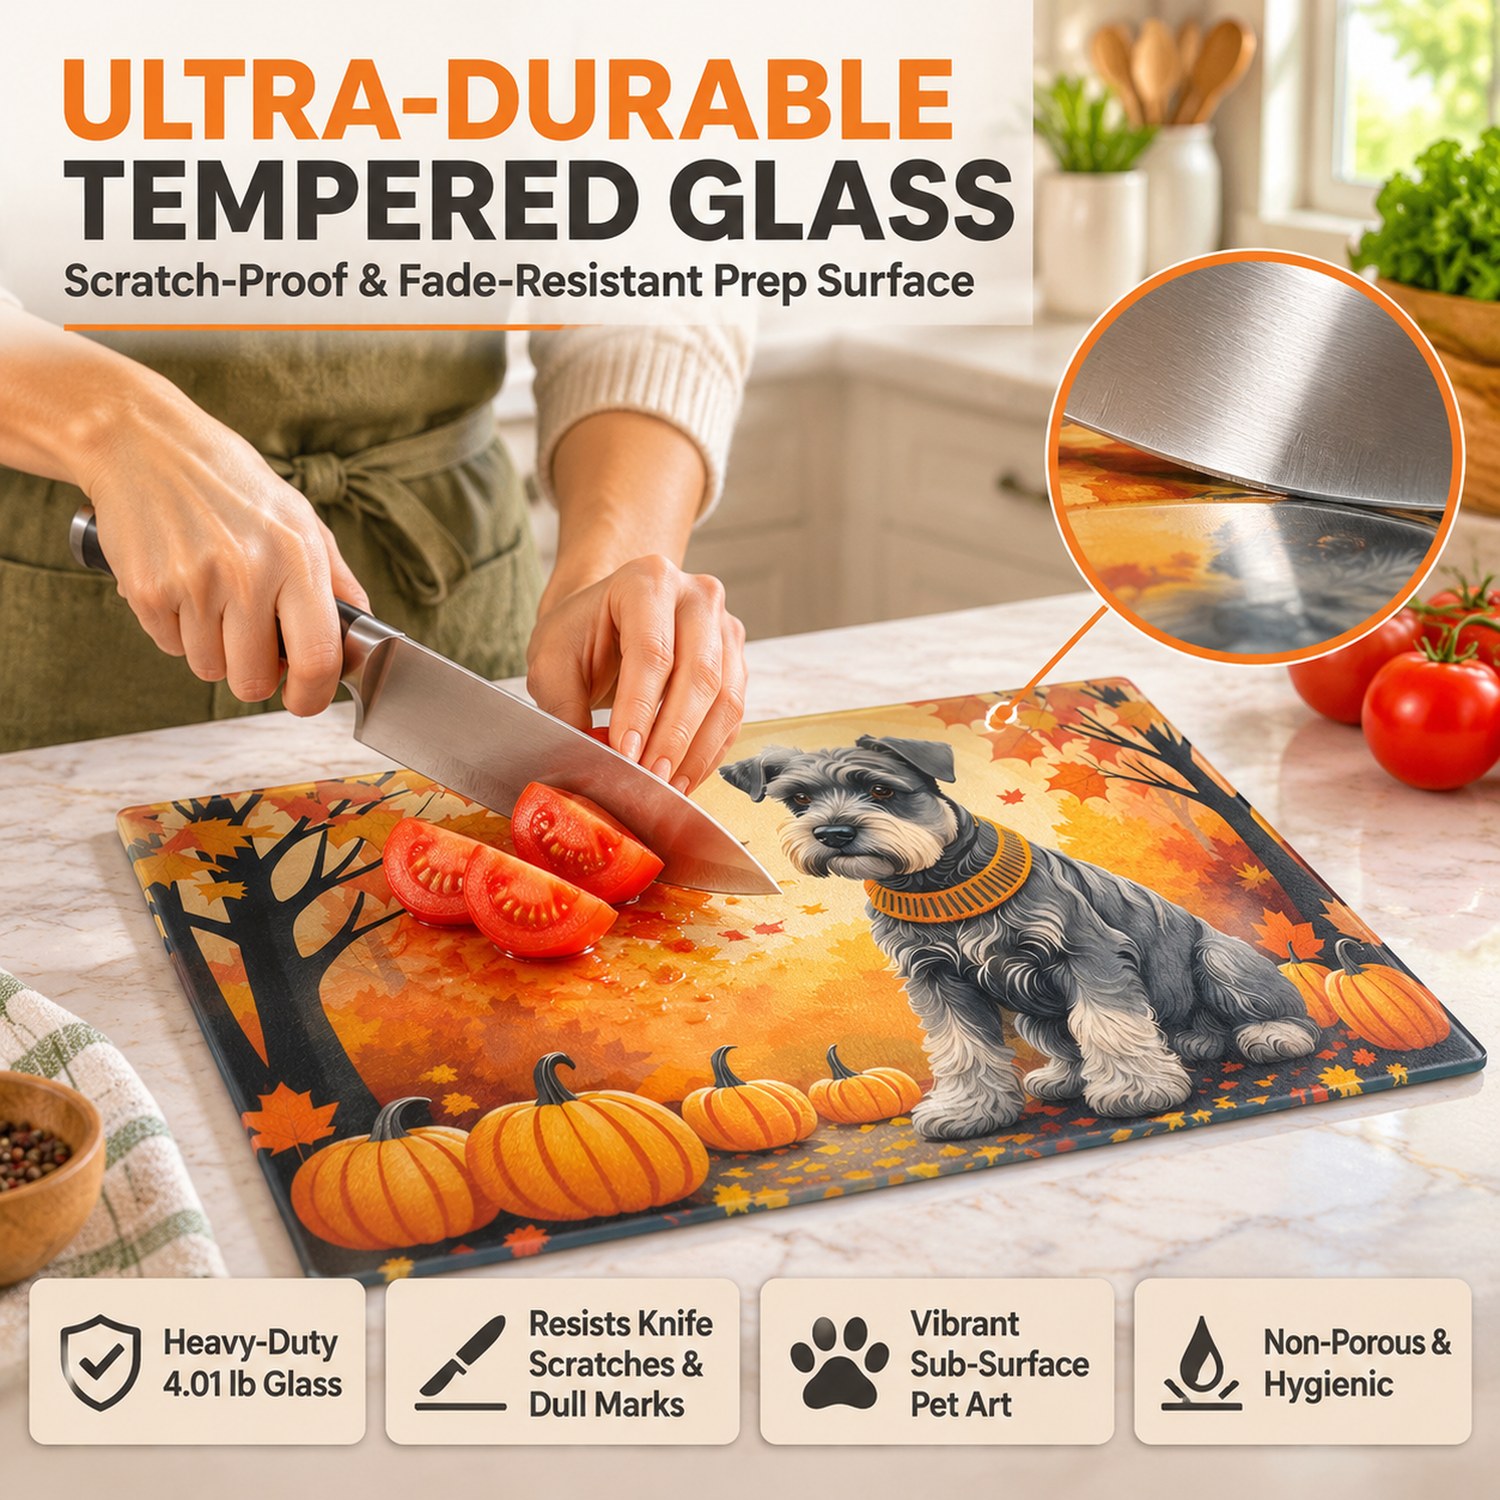 ULTRA-DURABLE
TEMPERED GLASS
Scratch-Proof & Fade-Resistant Prep Surface
Heavy-Duty
4.01 lb Glass
Resists Knife
Scratches &
Dull Marks
Vibrant
Sub-Surface
Pet Art
Non-Porous &
Hygienic